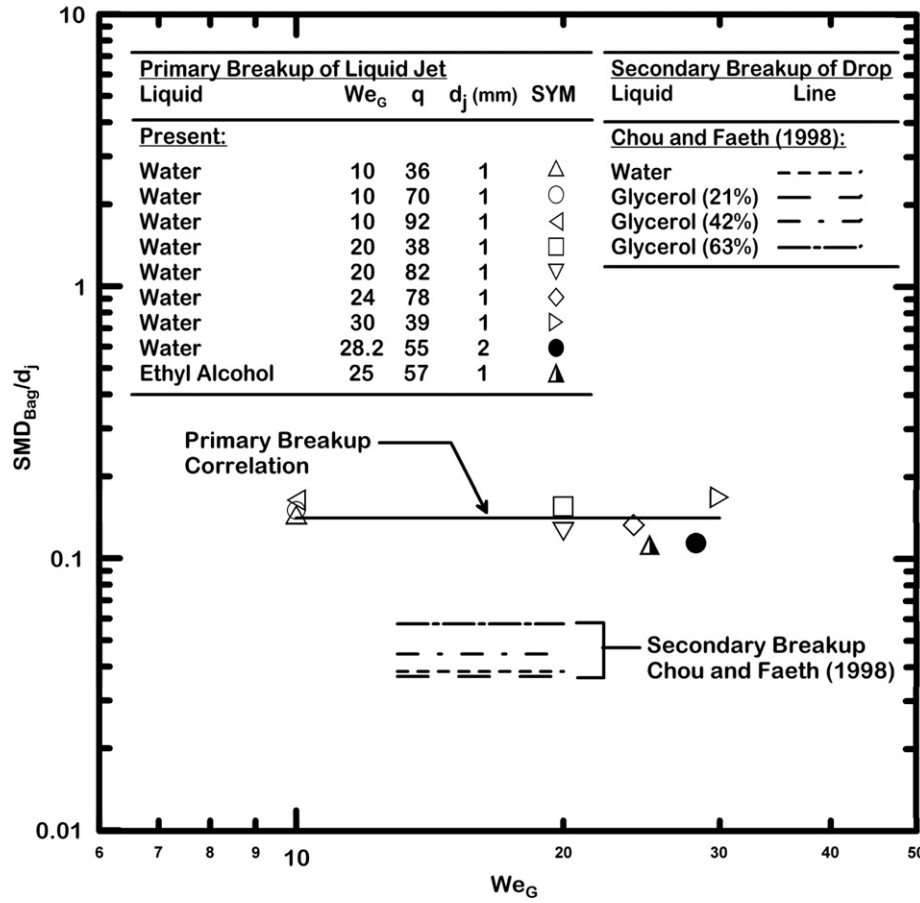 10
Primary Breakup of Liquid Jet
Liquid We_G q d_j (mm) SYM
Present:
Water 10 36 1
Water 10 70 1
Water 10 92 1
Water 20 38 1
Water 20 82 1
Water 24 78 1
Water 30 39 1
Water 28.2 55 2
Ethyl Alcohol 25 57 1
Secondary Breakup of Drop
Liquid Line
Chou and Faeth (1998):
Water
Glycerol (21%)
Glycerol (42%)
Glycerol (63%)
1
SMD_Bag/d_j
Primary Breakup
Correlation
0.1
Secondary Breakup
Chou and Faeth (1998)
0.01
6 7 8 9 10 20 30 40 50
We_G